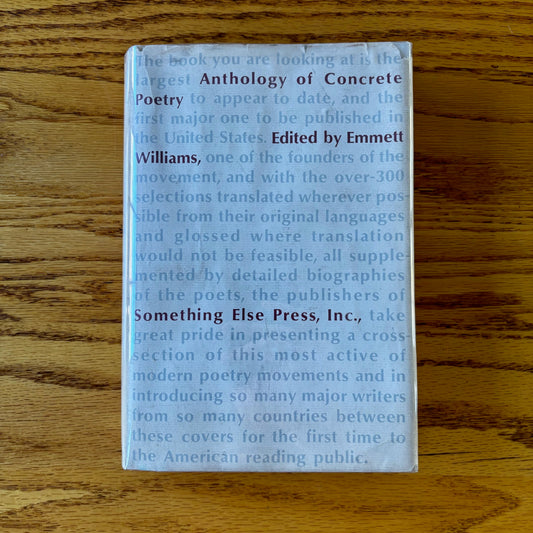 The book you are looking at is the
largest Anthology of Concrete
Poetry to appear to date, and the
first major one to be published in
the United States. Edited by Emmett
Williams, one of the founders of the
movement, and with the over-300
selections translated wherever pos-
sible from their original languages
and glossed where translation
would not be feasible, all supple-
mented by detailed biographies
of the poets, the publishers of
Something Else Press, Inc., take
great pride in presenting a cross-
section of this most active of
modern poetry movements and in
introducing so many major writers
from so many countries between
these covers for the first time to
the American reading public.